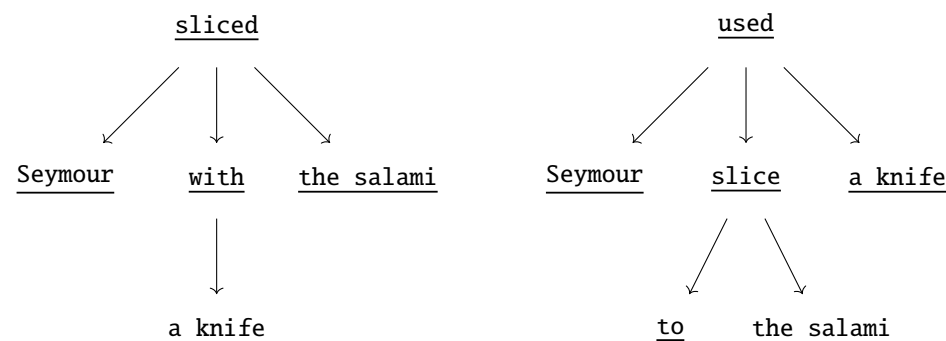 sliced used
Seymour with the salami Seymour slice a knife
a knife to the salami